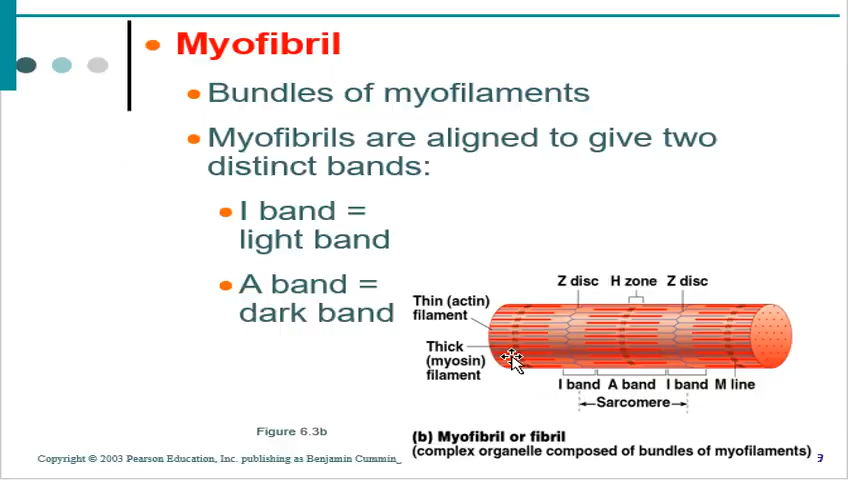 Myofibril
Bundles of myofilaments
Myofibrils are aligned to give two
distinct bands:
I band =
light band
A band =
dark band
Z disc H zone Z disc
Thin (actin)
filament
Thick
(myosin)
filament
I band A band I band M line
Sarcomere
Figure 6.3b
(b) Myofibril or fibril
(complex organelle composed of bundles of myofilaments)
Copyright © 2003 Pearson Education, Inc. publishing as Benjamin Cummin_